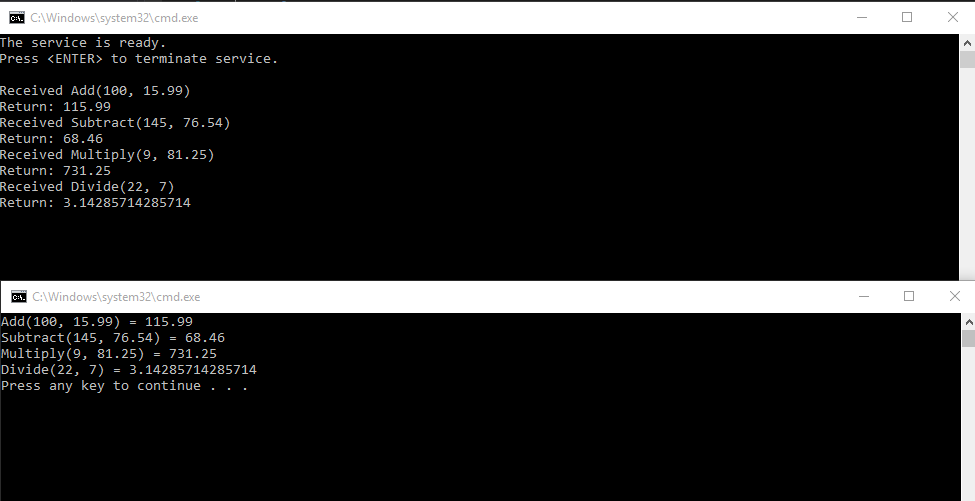 C:\Windows\system32\cmd.exe
The service is ready.
Press <ENTER> to terminate service.
Received Add(100, 15.99)
Return: 115.99
Received Subtract(145, 76.54)
Return: 68.46
Received Multiply(9, 81.25)
Return: 731.25
Received Divide(22, 7)
Return: 3.14285714285714
C:\Windows\system32\cmd.exe
Add(100, 15.99) = 115.99
Subtract(145, 76.54) = 68.46
Multiply(9, 81.25) = 731.25
Divide(22, 7) = 3.14285714285714
Press any key to continue . . .